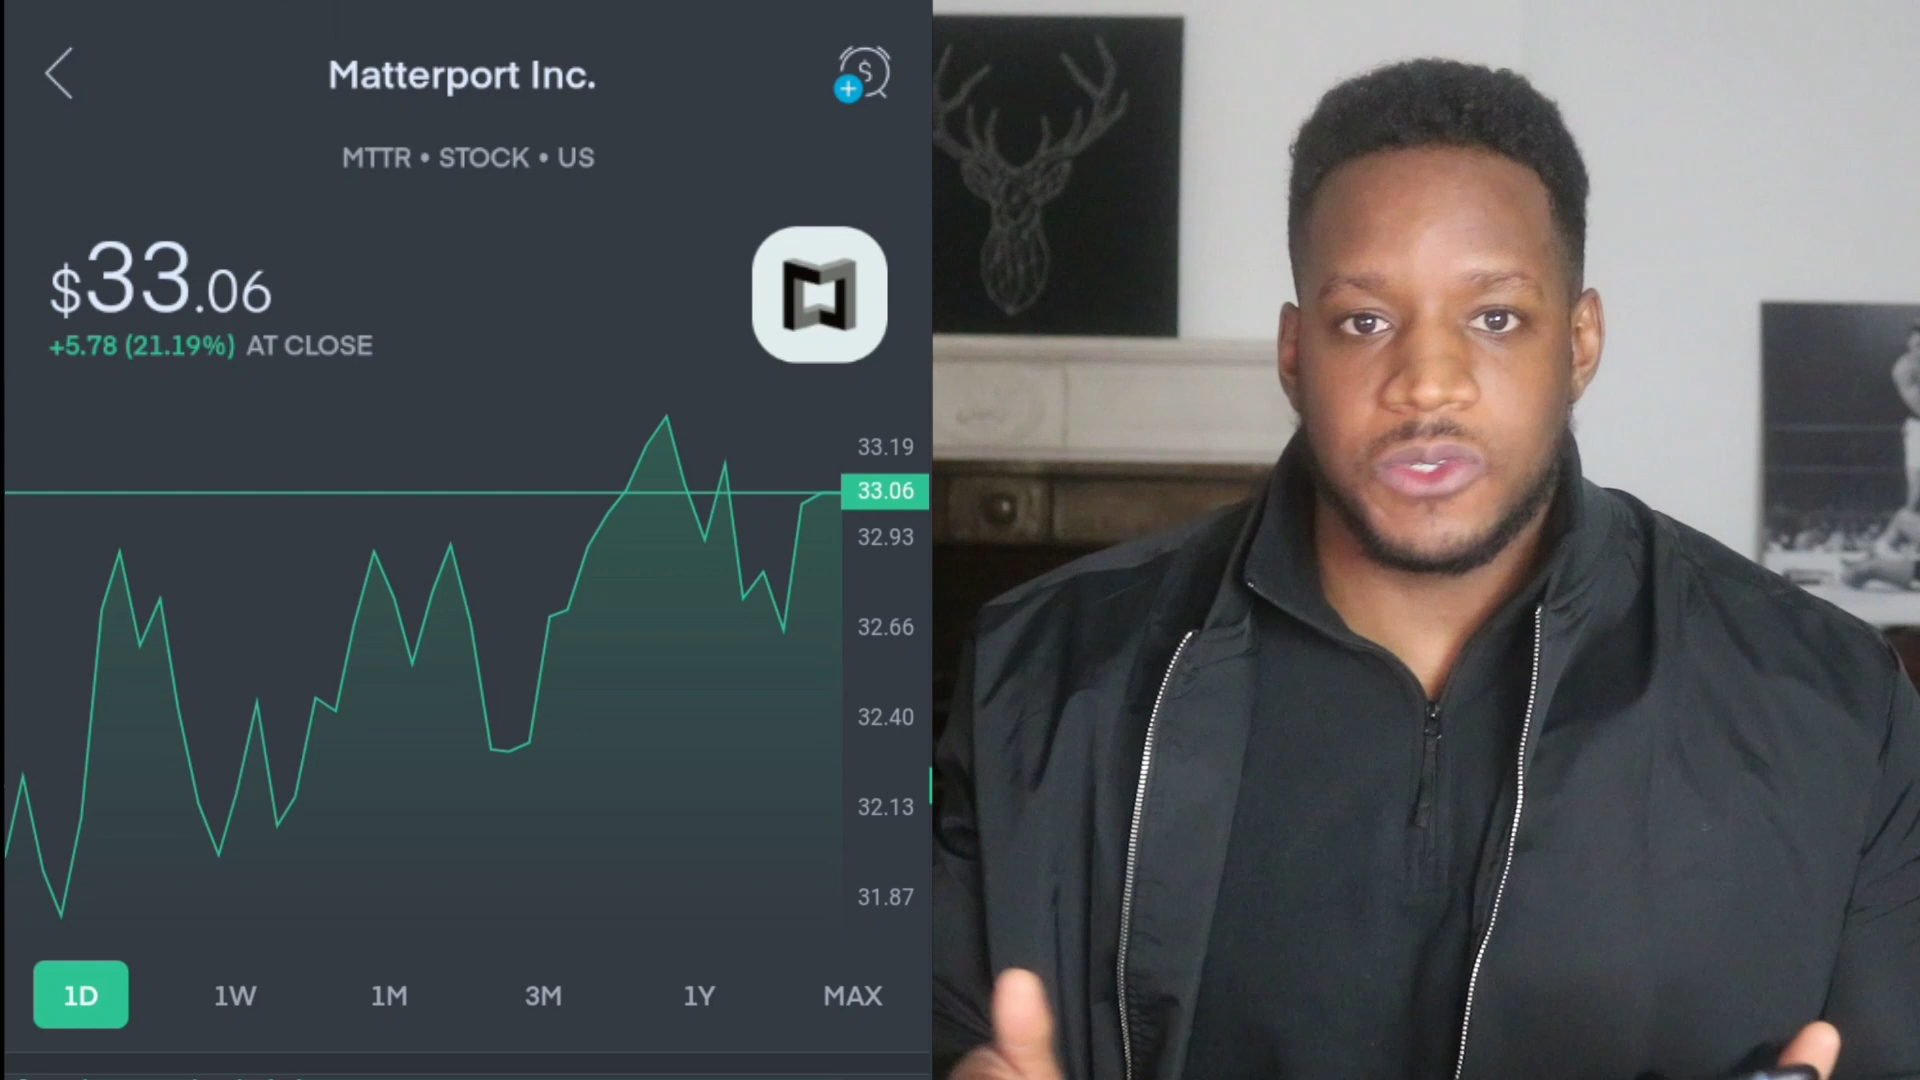 Matterport Inc.
MTTR • STOCK • US
$33.06
+5.78 (21.19%) AT CLOSE
33.19
33.06
32.93
32.66
32.40
32.13
31.87
1D 1W 1M 3M 1Y MAX